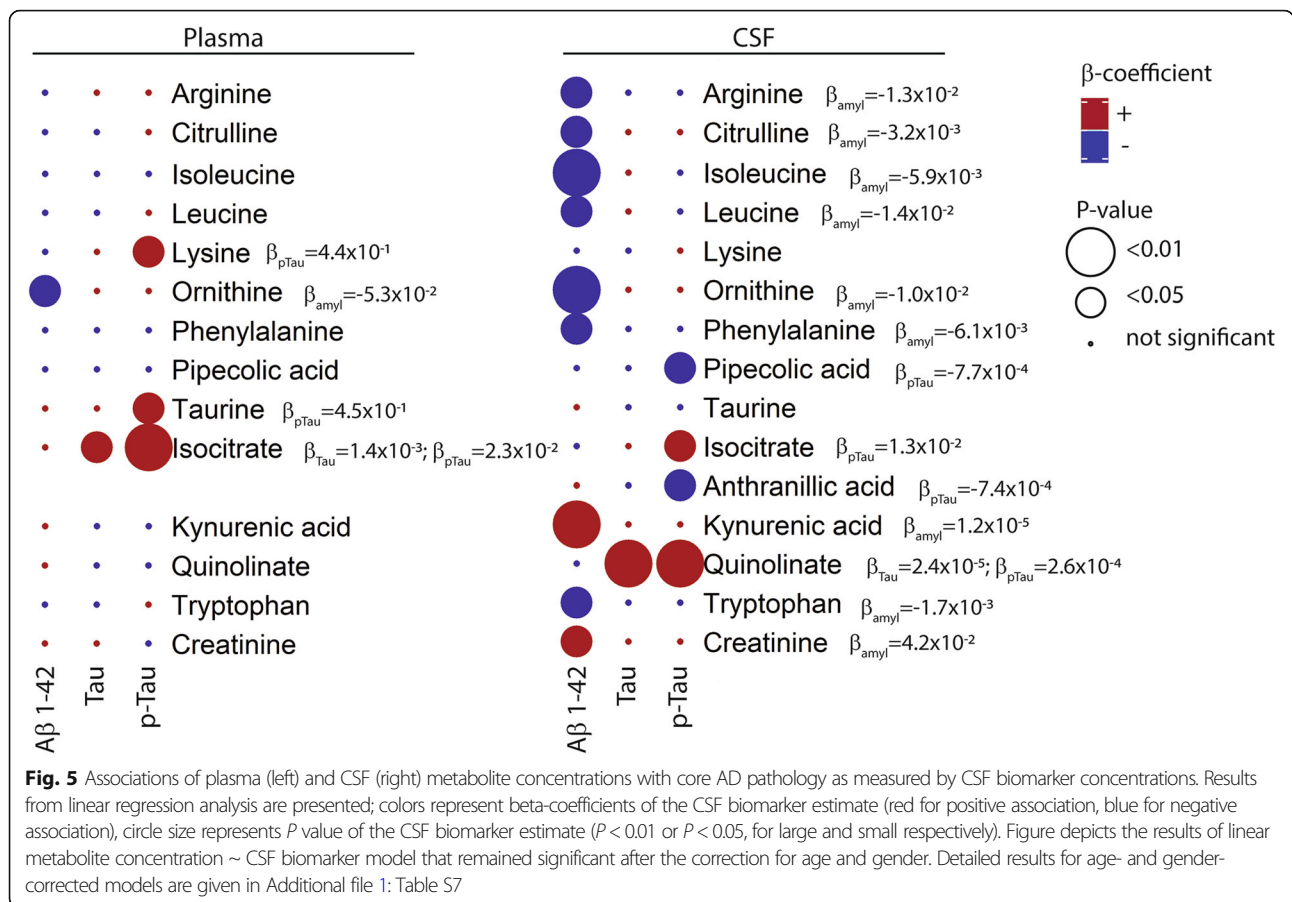 Plasma
Arginine
Citrulline
Isoleucine
Leucine
Lysine βpTau=4.4x10-1
Ornithine βamyl=-5.3x10-2
Phenylalanine
Pipecolic acid
Taurine βpTau=4.5x10-1
Isocitrate βTau=1.4x10-3; βpTau=2.3x10-2
Kynurenic acid
Quinolinate
Tryptophan
Creatinine
Aβ 1-42
Tau
p-Tau
CSF
Arginine βamyl=-1.3x10-2
Citrulline βamyl=-3.2x10-3
Isoleucine βamyl=-5.9x10-3
Leucine βamyl=-1.4x10-2
Lysine
Ornithine βamyl=-1.0x10-2
Phenylalanine βamyl=-6.1x10-3
Pipecolic acid βpTau=-7.7x10-4
Taurine
Isocitrate βpTau=1.3x10-2
Anthranillic acid βpTau=-7.4x10-4
Kynurenic acid βamyl=1.2x10-5
Quinolinate βTau=2.4x10-5; βpTau=2.6x10-4
Tryptophan βamyl=-1.7x10-3
Creatinine βamyl=4.2x10-2
Aβ 1-42
Tau
p-Tau
β-coefficient
+
-
P-value
<0.01
<0.05
not significant
Fig. 5 Associations of plasma (left) and CSF (right) metabolite concentrations with core AD pathology as measured by CSF biomarker concentrations. Results
from linear regression analysis are presented; colors represent beta-coefficients of the CSF biomarker estimate (red for positive association, blue for negative
association), circle size represents P value of the CSF biomarker estimate (P < 0.01 or P < 0.05, for large and small respectively). Figure depicts the results of linear
metabolite concentration ~ CSF biomarker model that remained significant after the correction for age and gender. Detailed results for age- and gender-
corrected models are given in Additional file 1: Table S7